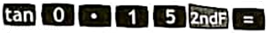 tan 0 • 1 5 2ndF =